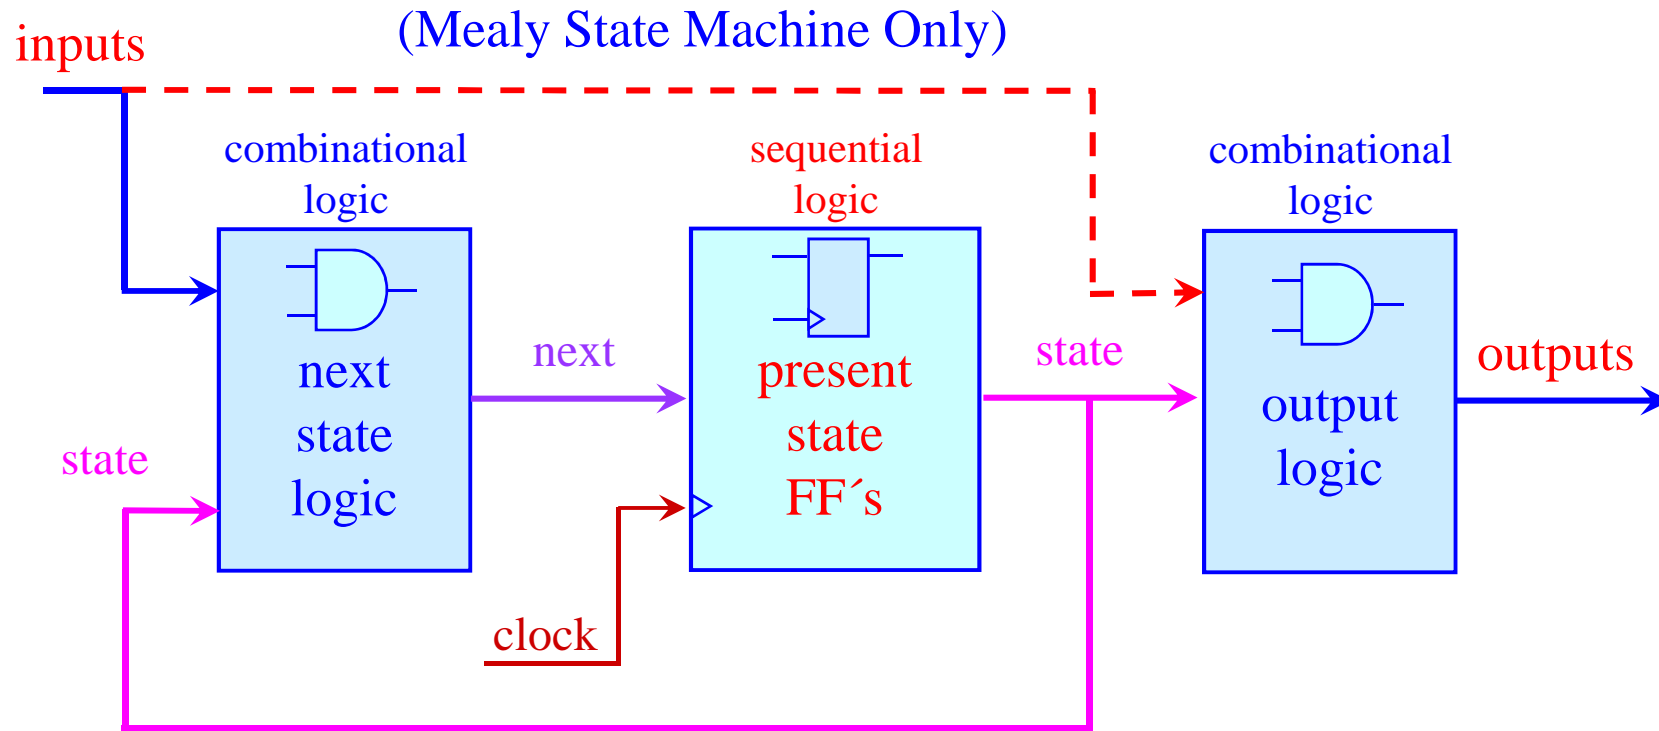 (Mealy State Machine Only)
inputs
combinational
logic
sequential
logic
combinational
logic
next
state
logic
next
present
state
FF´s
state
output
logic
outputs
state
clock